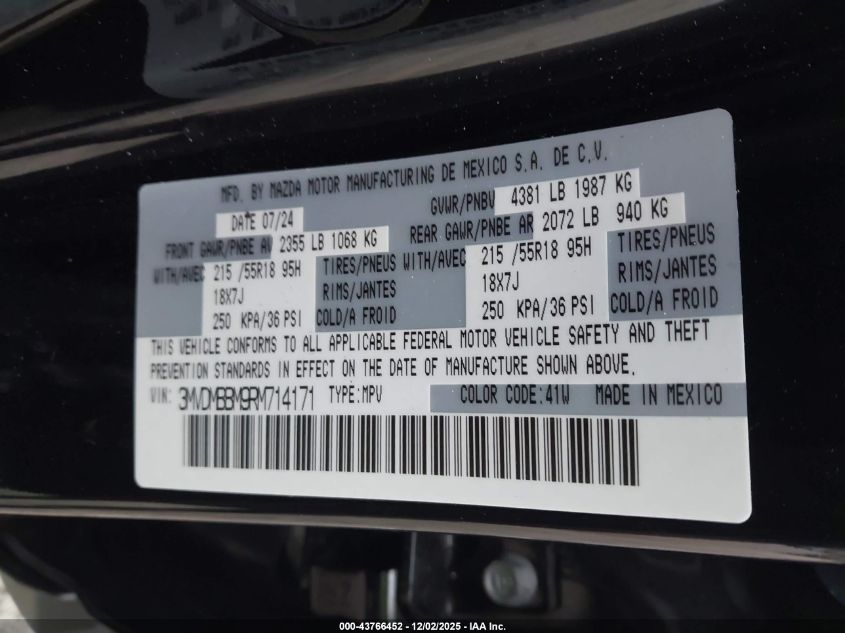 MFD. BY MAZDA MOTOR MANUFACTURING DE MEXICO S.A. DE C.V.
DATE 07/24 GVWR/PNBV 4381 LB 1987 KG
FRONT GAWR/PNBE AV 2355 LB 1068 KG REAR GAWR/PNBE AR 2072 LB 940 KG
WITH/AVEC 215 /55R18 95H TIRES/PNEUS WITH/AVEC 215 /55R18 95H TIRES/PNEUS
18X7J RIMS/JANTES 18X7J RIMS/JANTES
250 KPA/36 PSI COLD/A FROID 250 KPA/36 PSI COLD/A FROID
THIS VEHICLE CONFORMS TO ALL APPLICABLE FEDERAL MOTOR VEHICLE SAFETY AND THEFT
PREVENTION STANDARDS IN EFFECT ON THE DATE OF MANUFACTURE SHOWN ABOVE.
VIN: 3MVDMBBM9RM714171 TYPE:MPV COLOR CODE:41W MADE IN MEXICO
000-43766452 - 12/02/2025 - IAA Inc.